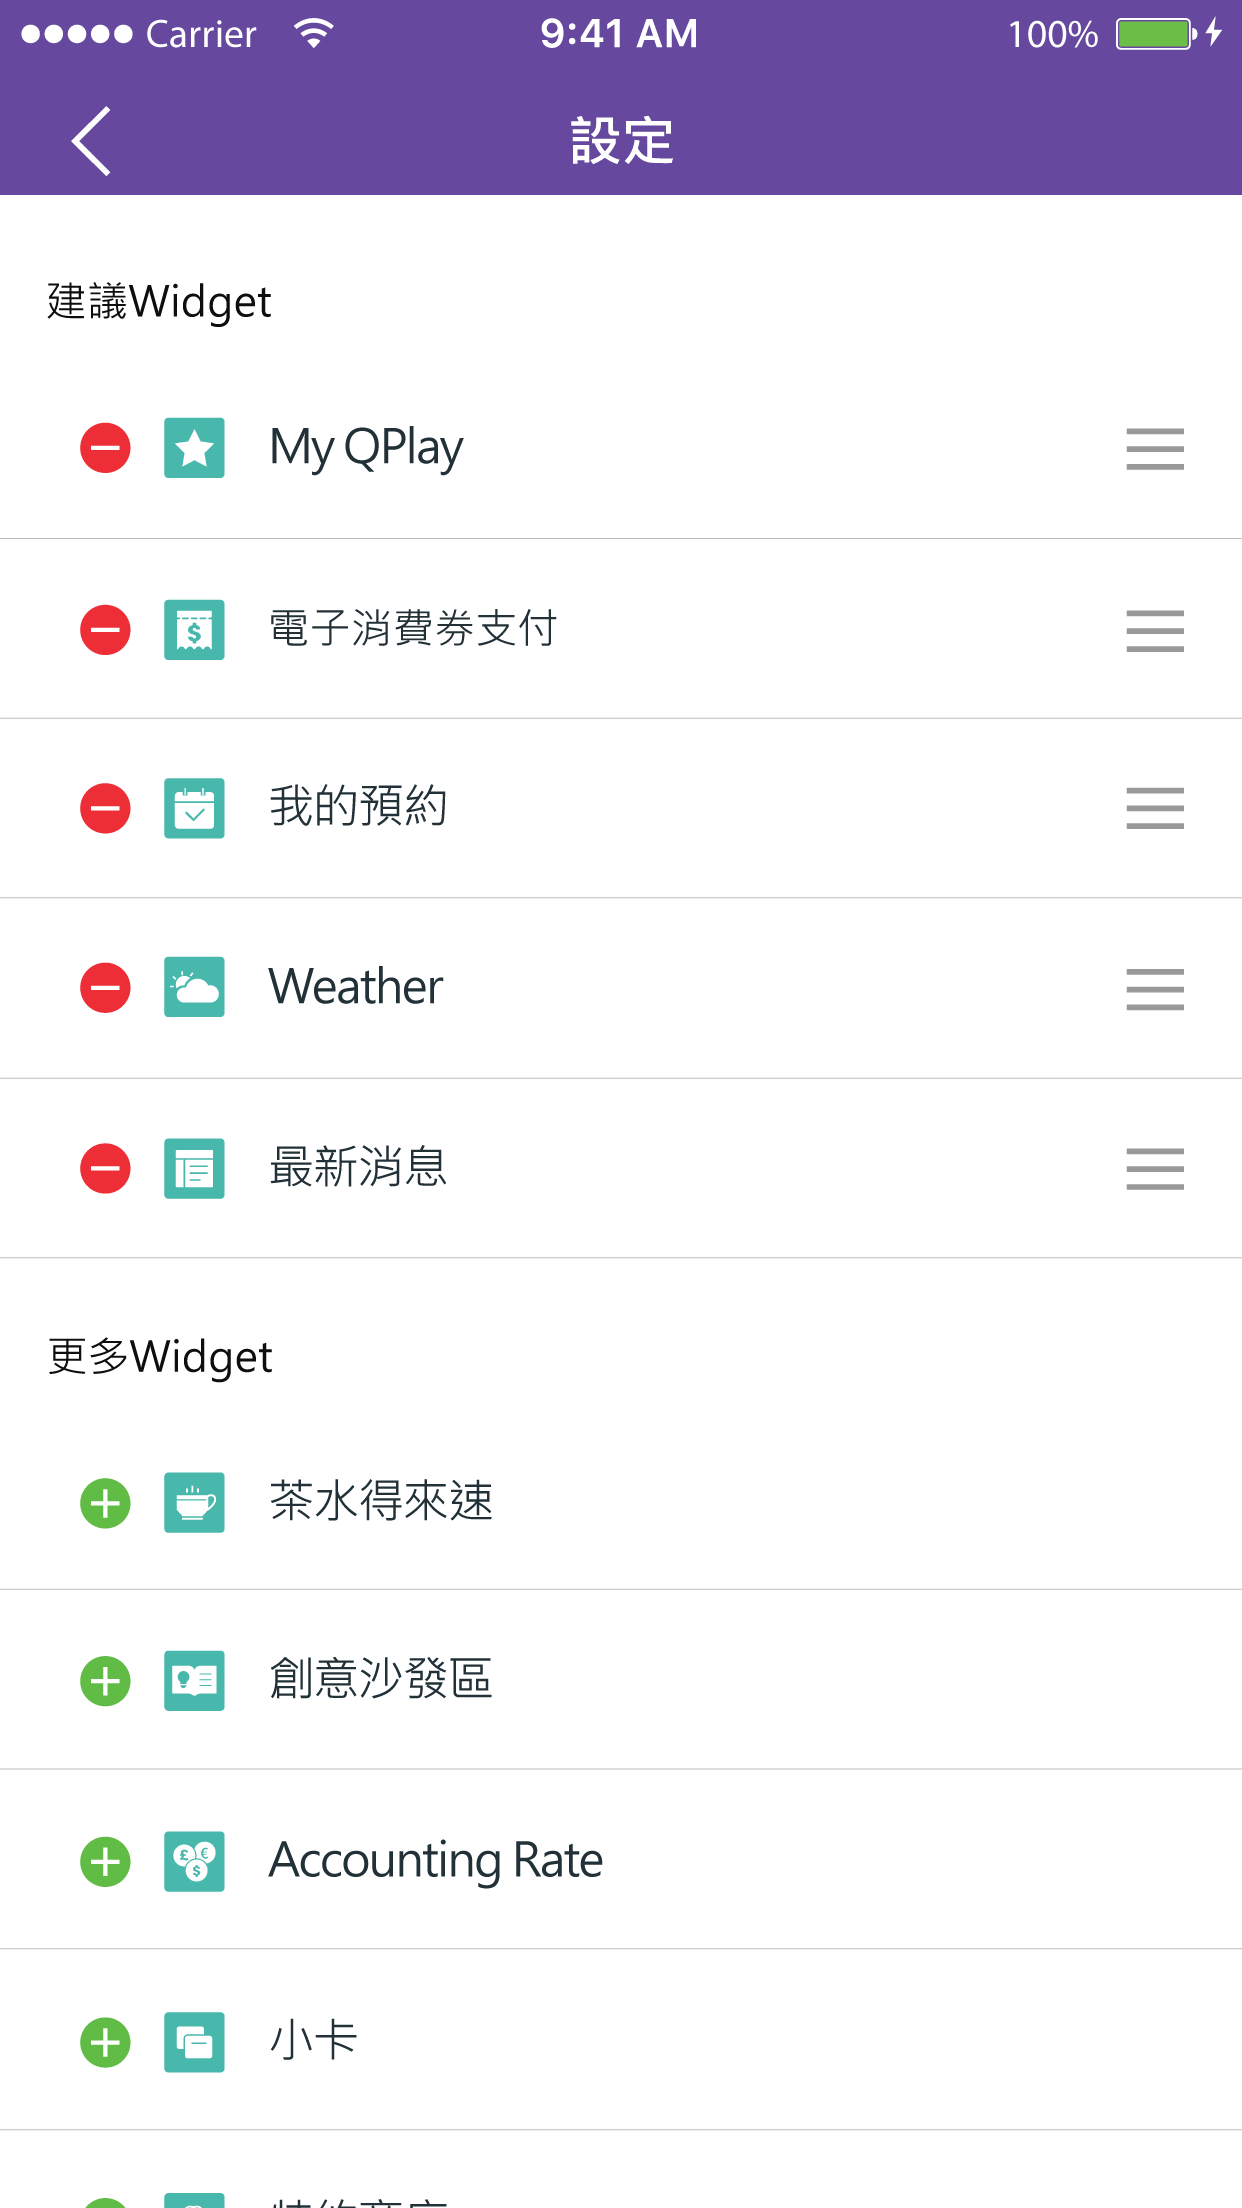 Carrier 9:41 AM 100%
設定
建議Widget
My QPlay
電子消費券支付
我的預約
Weather
最新消息
更多Widget
茶水得來速
創意沙發區
Accounting Rate
小卡